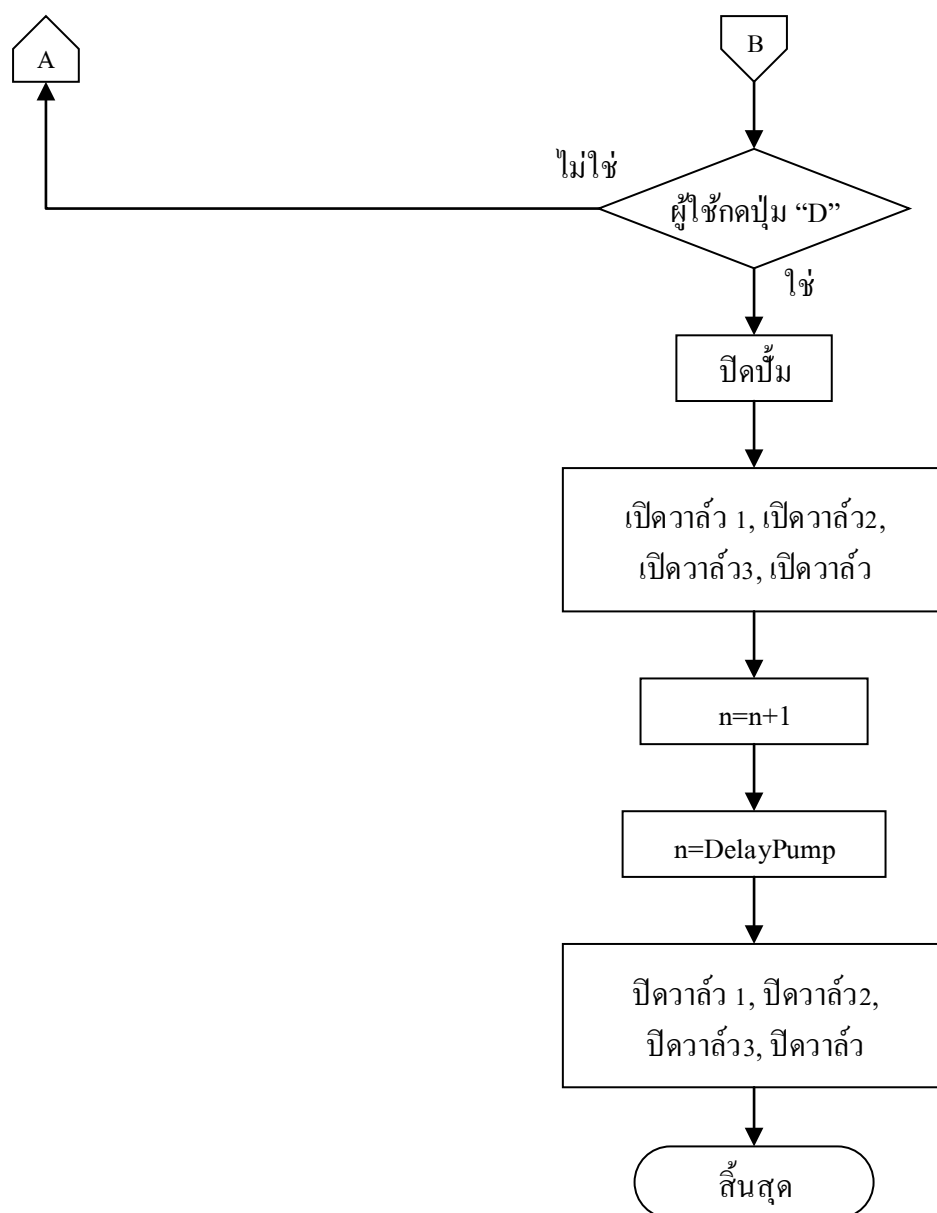 A
B
ไม่ใช่
ผู้ใช้กดปุ่ม “D”
ใช่
ปิดปั้ม
เปิดวาล์ว 1, เปิดวาล์ว2,
เปิดวาล์ว3, เปิดวาล์ว
n=n+1
n=DelayPump
ปิดวาล์ว 1, ปิดวาล์ว2,
ปิดวาล์ว3, ปิดวาล์ว
สิ้นสุด